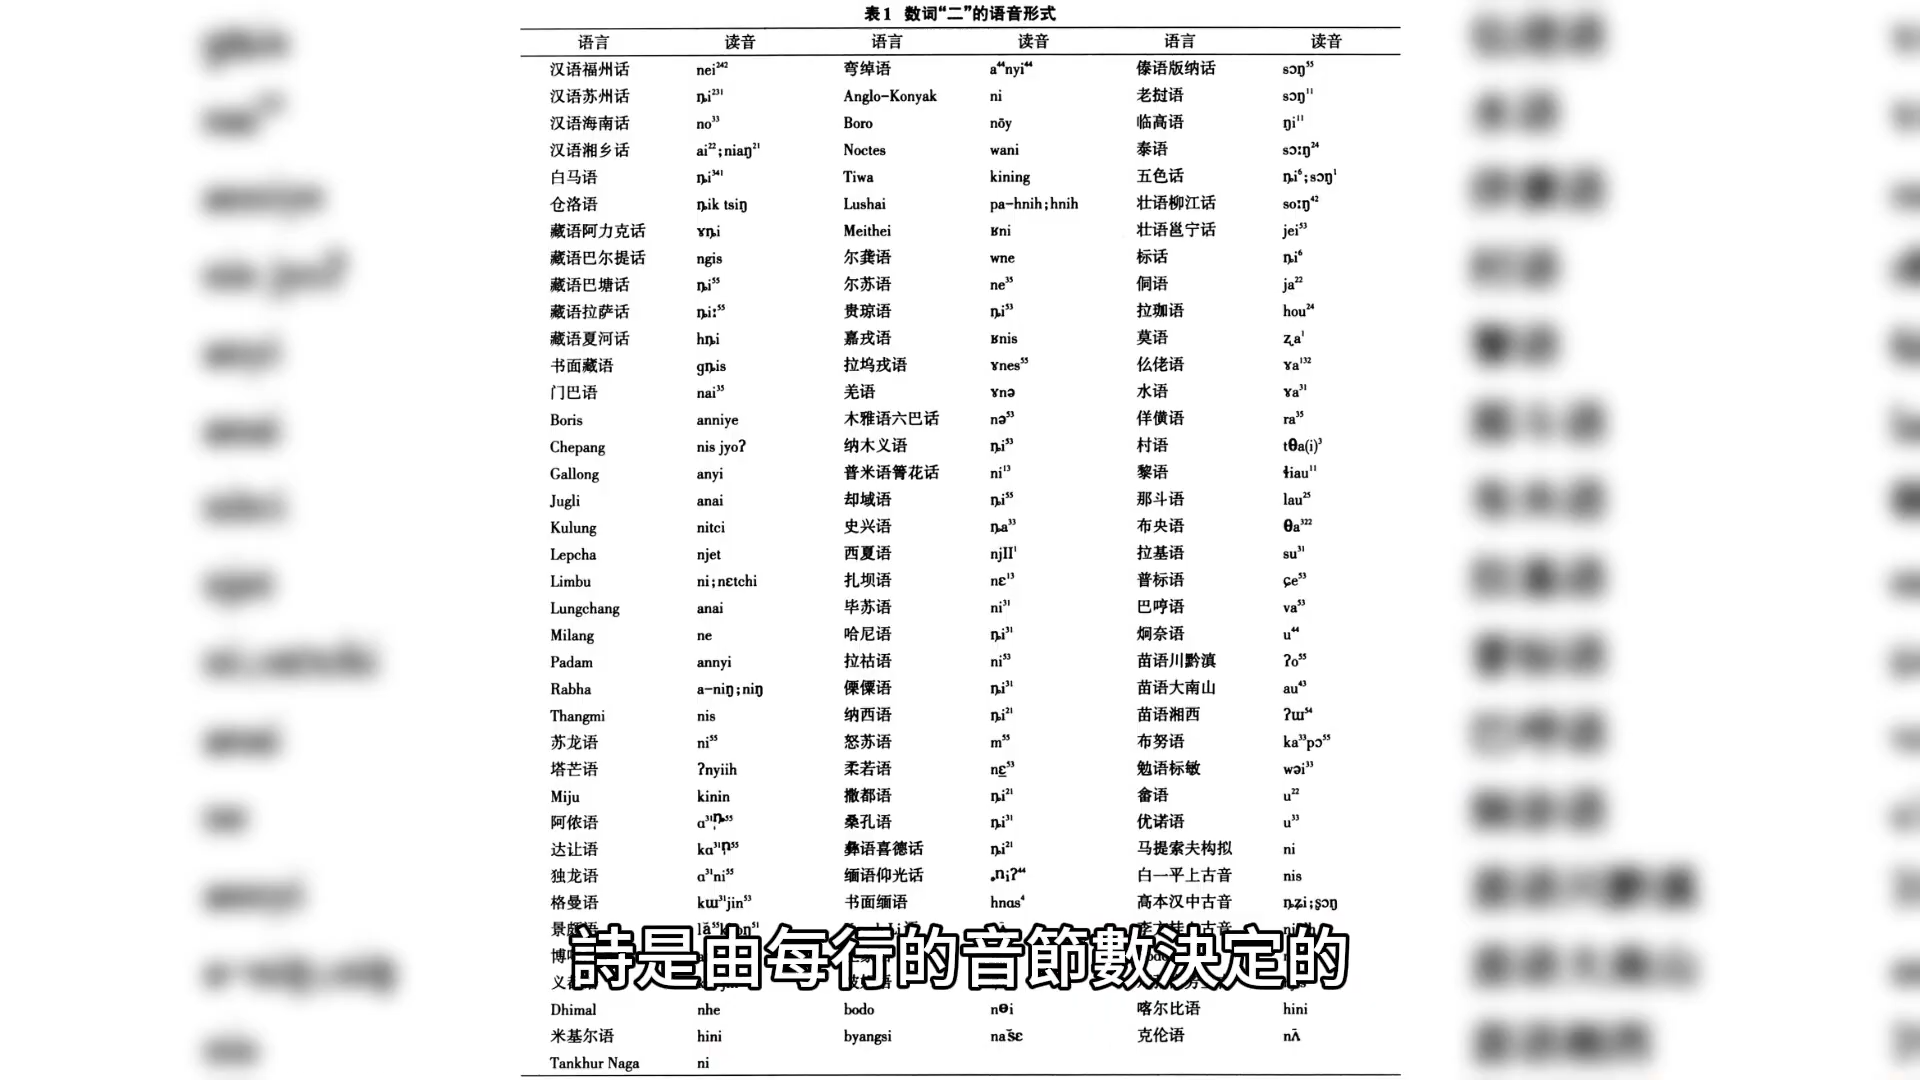 表1 数词“二”的语音形式
语言 读音 语言 读音 语言 读音
汉语福州话 nei²⁴² 弯绰语 a⁴⁴nyi⁴⁴ 傣语版纳话 sɔŋ⁵⁵
汉语苏州话 ȵi²³¹ Anglo-Konyak ni 老挝语 sɔŋ¹¹
汉语海南话 no³³ Boro nōy 临高语 ŋi¹¹
汉语湘乡话 ai²²;niaŋ²¹ Noctes wani 泰语 sɔːŋ²⁴
白马语 ȵi³⁴¹ Tiwa kining 五色话 ȵi⁶;sɔŋ¹
仓洛语 ȵik tsiŋ Lushai pa-hnih;hnih 壮语柳江话 soːŋ⁴²
藏语阿力克话 ɤȵi Meithei ʁni 壮语邕宁话 jei⁵³
藏语巴尔提话 ngis 尔龚语 wne 标话 ȵi⁶
藏语巴塘话 ȵi⁵⁵ 尔苏语 ne³⁵ 侗语 ja²²
藏语拉萨话 ȵiː⁵⁵ 贵琼语 ȵi⁵³ 拉珈语 hou²⁴
藏语夏河话 hȵi 嘉戎语 ʁnis 莫语 ʐa¹
书面藏语 gȵis 拉坞戎语 ɤnes⁵⁵ 仫佬语 ɤa¹³²
门巴语 nai³⁵ 羌语 ɤnə 水语 ɤa³¹
Boris anniye 木雅语六巴话 nə⁵³ 佯僙语 ra³⁵
Chepang nis jyoʔ 纳木义语 ȵi⁵³ 村语 tθa(i)³
Gallong anyi 普米语箐花话 ni¹³ 黎语 ɬiau¹¹
Jugli anai 却域语 ȵi⁵⁵ 那斗语 lau²⁵
Kulung nitci 史兴语 ȵa³³ 布央语 θa³²²
Lepcha njet 西夏语 njII¹ 拉基语 su³¹
Limbu ni;nɛtchi 扎坝语 nɛ¹³ 普标语 ɕe⁵³
Lungchang anai 毕苏语 ni³¹ 巴哼语 va⁵³
Milang ne 哈尼语 ȵi³¹ 炯奈语 u⁴⁴
Padam annyi 拉祜语 ni⁵³ 苗语川黔滇 ʔo⁵⁵
Rabha a-niŋ;niŋ 傈僳语 ȵi³¹ 苗语大南山 au⁴³
Thangmi nis 纳西语 ȵi²¹ 苗语湘西 ʔɯ⁵⁴
苏龙语 ni⁵⁵ 怒苏语 m⁵⁵ 布努语 ka³³pɔ⁵⁵
塔芒语 ʔnyiih 柔若语 nɛ̱⁵³ 勉语标敏 wəi³³
Miju kinin 撒都语 ȵi²¹ 畲语 u²²
阿侬语 ɑ³¹ȵ⁵⁵ 桑孔语 ȵi³¹ 优诺语 u³³
达让语 kɑ³¹n⁵⁵ 彝语喜德话 ȵi²¹ 马提索夫构拟 ni
独龙语 ɑ³¹ni⁵⁵ 缅语仰光话 n̥iʔ⁴⁴ 白一平上古音 nis
格曼语 kɯ³¹jin⁵³ 书面缅语 hnɑs⁴ 高本汉中古音 ȵʑi;ʂɔŋ
詩是由每行的音節數決定的
Dhimal nhe bodo nɵi 喀尔比语 hini
米基尔语 hini byangsi našɛ 克伦语 nʌ̄
Tankhur Naga ni